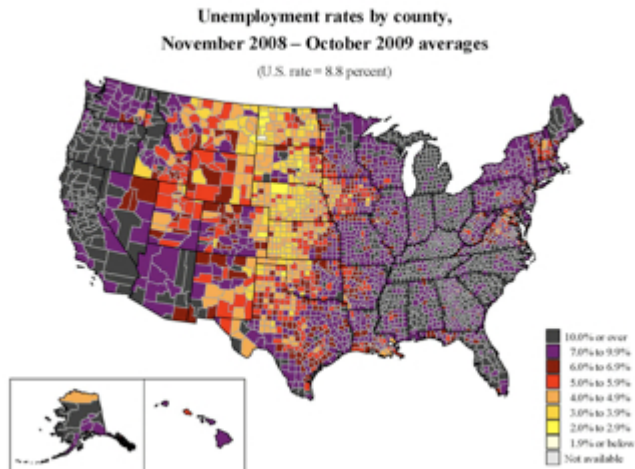 Unemployment rates by county,
November 2008 – October 2009 averages
(U.S. rate = 8.8 percent)
10.0% or over
7.0% to 9.9%
6.0% to 6.9%
5.0% to 5.9%
4.0% to 4.9%
3.0% to 3.9%
2.0% to 2.9%
1.9% or below
Not available